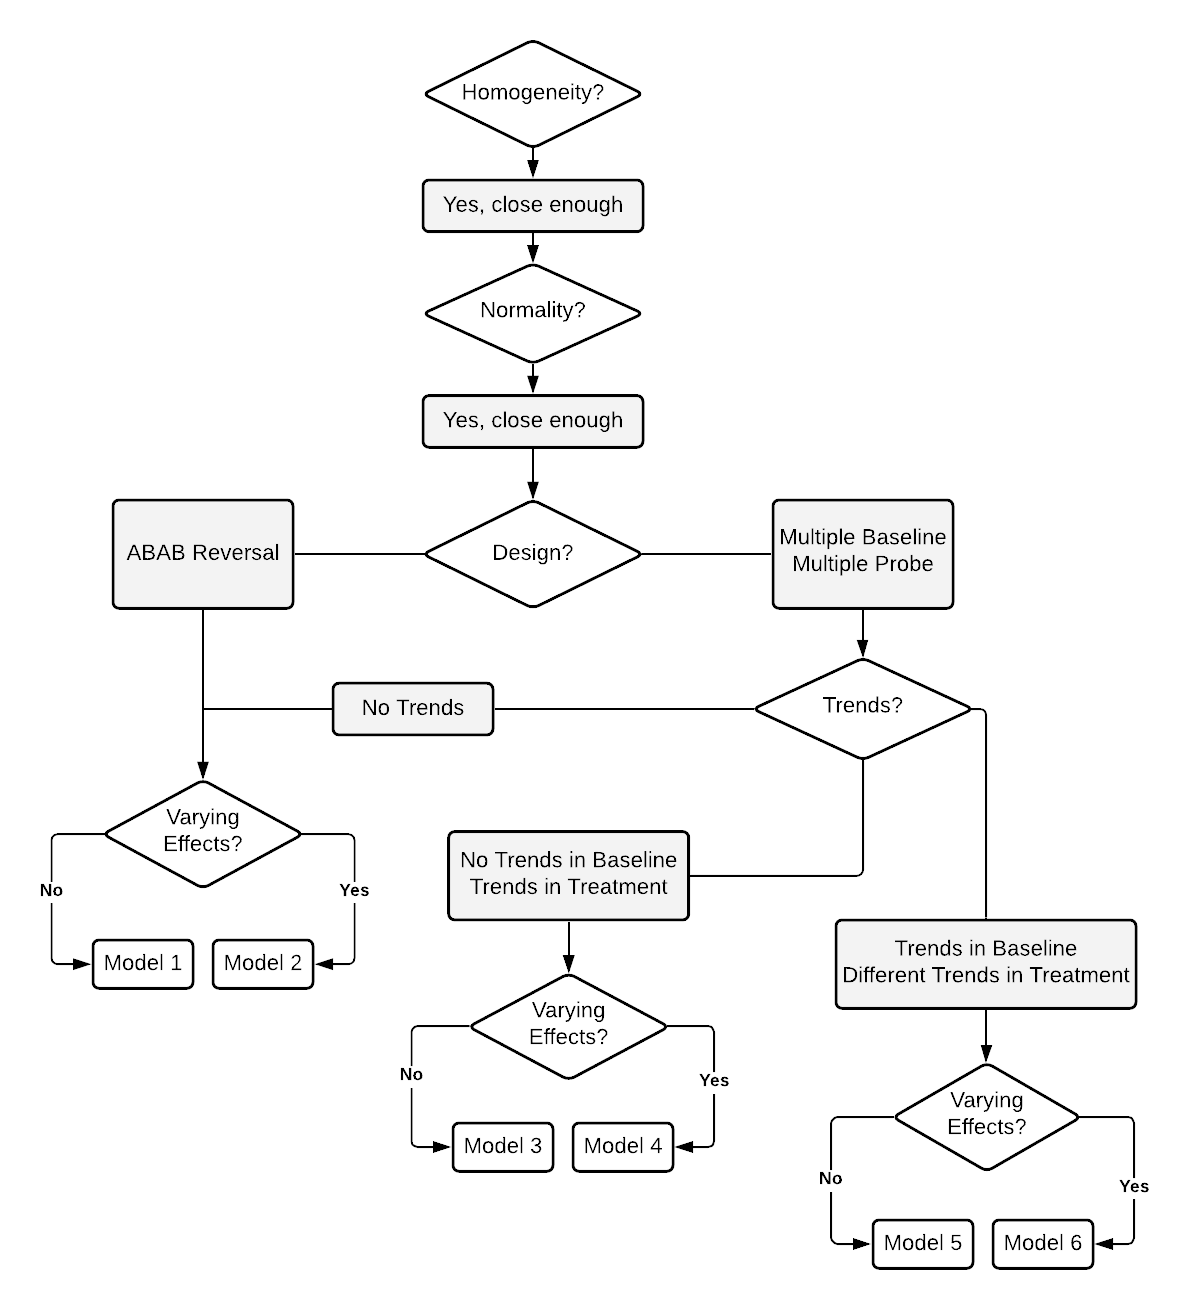 Homogeneity?
Yes, close enough
Normality?
Yes, close enough
ABAB Reversal
Design?
Multiple Baseline
Multiple Probe
No Trends
Trends?
Varying
Effects?
No
Yes
Model 1
Model 2
No Trends in Baseline
Trends in Treatment
Varying
Effects?
No
Yes
Model 3
Model 4
Trends in Baseline
Different Trends in Treatment
Varying
Effects?
No
Yes
Model 5
Model 6